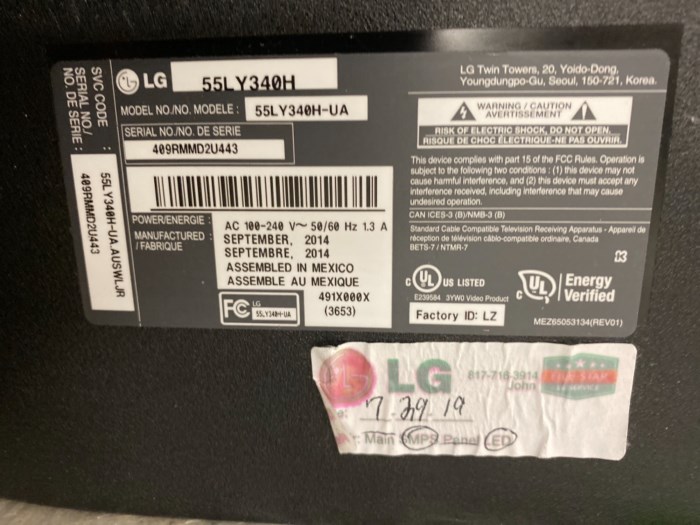 SVC CODE : 55LY340H-UA.AUSWLJR
SERIAL NO./
NO. DE SERIE : 409RMMD2U443
LG 55LY340H
MODEL NO./NO. MODELE : 55LY340H-UA
SERIAL NO./NO. DE SERIE
409RMMD2U443
POWER/ENERGIE : AC 100-240 V~ 50/60 Hz 1.3 A
MANUFACTURED : SEPTEMBER, 2014
/ FABRIQUE SEPTEMBRE, 2014
ASSEMBLED IN MEXICO
ASSEMBLE AU MEXIQUE
FC LG
55LY340H-UA
491X000X
(3653)
LG Twin Towers, 20, Yoido-Dong,
Youngdungpo-Gu, Seoul, 150-721, Korea.
WARNING / CAUTION
AVERTISSEMENT
RISK OF ELECTRIC SHOCK, DO NOT OPEN.
RISQUE DE CHOC ÉLECTRIQUE-NE PAS OUVRIR.
This device complies with part 15 of the FCC Rules. Operation is
subject to the following two conditions : (1) this device may not
cause harmful interference, and (2) this device must accept any
interference received, including interference that may cause
undesired operation.
CAN ICES-3 (B)/NMB-3 (B)
Standard Cable Compatible Television Receiving Apparatus - Appareil de
réception de télévision câblo-compatible ordinaire, Canada
BETS-7 / NTMR-7
C UL US LISTED
E239584 3YW0 Video Product
Factory ID: LZ
UL C
Energy
Verified
MEZ65053134(REV01)
LG 817-718-3914
John
7.29.19
Main SMPS Panel LED